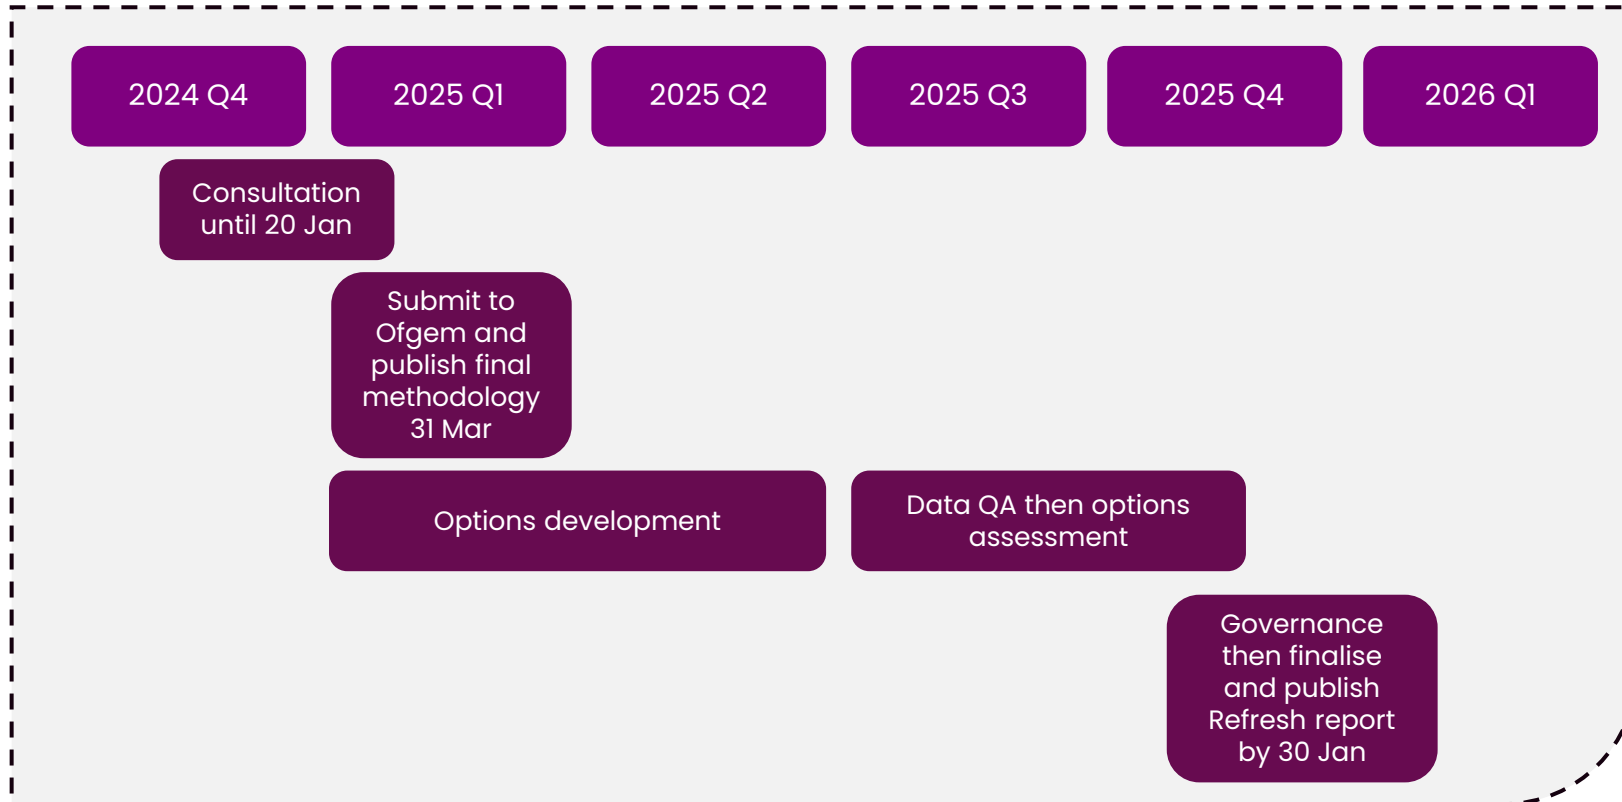 2024 Q4
2025 Q1
2025 Q2
2025 Q3
2025 Q4
2026 Q1
Consultation
until 20 Jan
Submit to
Ofgem and
publish final
methodology
31 Mar
Options development
Data QA then options
assessment
Governance
then finalise
and publish
Refresh report
by 30 Jan